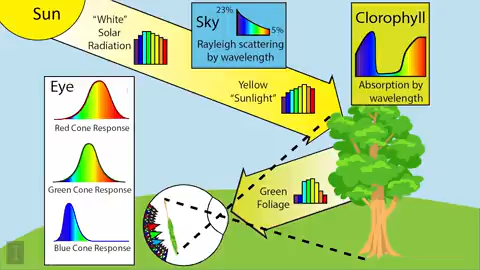 Sun
"White"
Solar
Radiation
23%
Sky
5%
Rayleigh scattering
by wavelength
Chlorophyll
Absorption by
wavelength
Yellow
"Sunlight"
Eye
Red Cone Response
Green Cone Response
Blue Cone Response
Green
Foliage